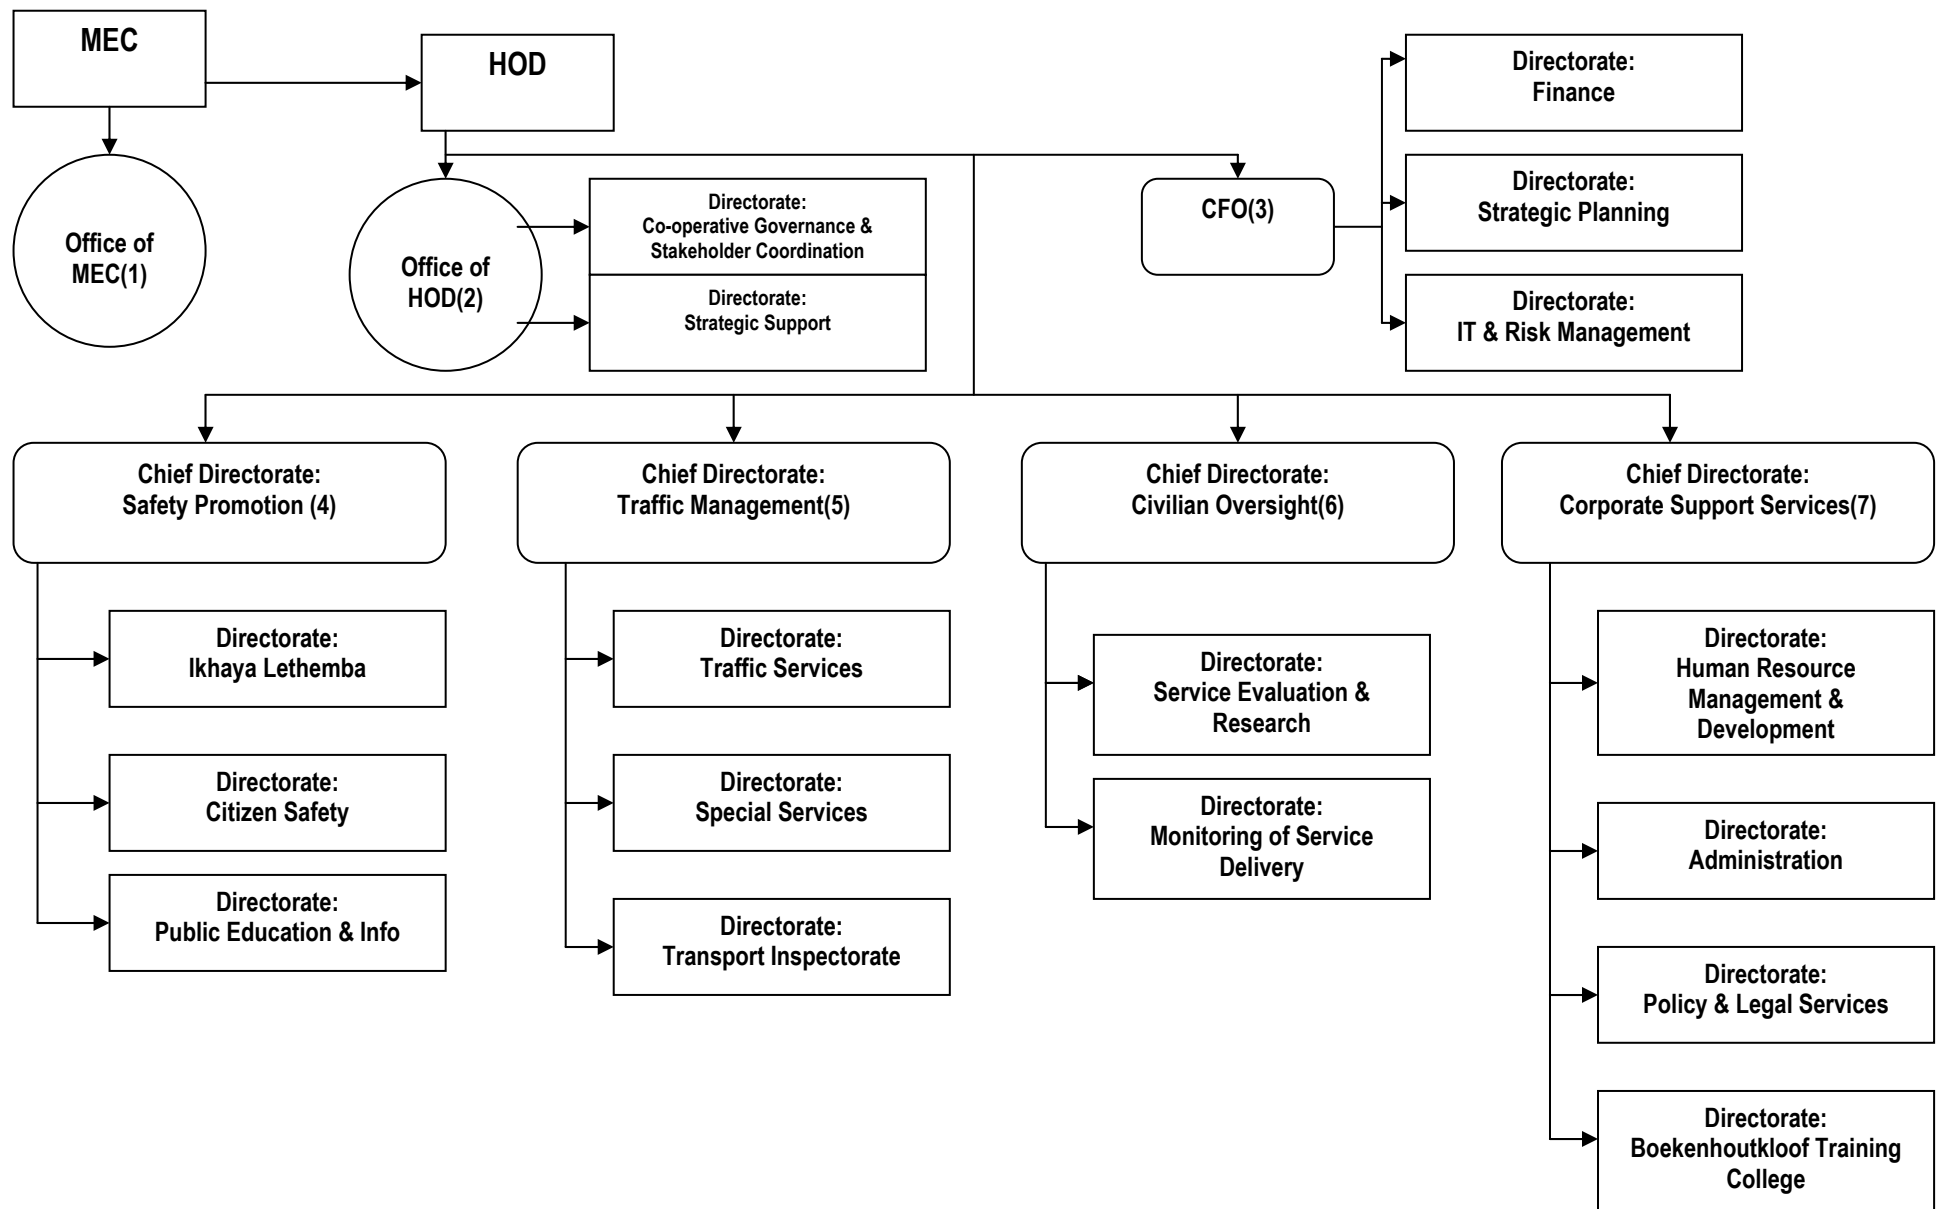 MEC
HOD
Directorate:
Finance
Office of
MEC(1)
Office of
HOD(2)
Directorate:
Co-operative Governance &
Stakeholder Coordination
Directorate:
Strategic Support
CFO(3)
Directorate:
Strategic Planning
Directorate:
IT & Risk Management
Chief Directorate:
Safety Promotion (4)
Chief Directorate:
Traffic Management(5)
Chief Directorate:
Civilian Oversight(6)
Chief Directorate:
Corporate Support Services(7)
Directorate:
Ikhaya Lethemba
Directorate:
Citizen Safety
Directorate:
Public Education & Info
Directorate:
Traffic Services
Directorate:
Special Services
Directorate:
Transport Inspectorate
Directorate:
Service Evaluation &
Research
Directorate:
Monitoring of Service
Delivery
Directorate:
Human Resource
Management &
Development
Directorate:
Administration
Directorate:
Policy & Legal Services
Directorate:
Boekenhoutkloof Training
College